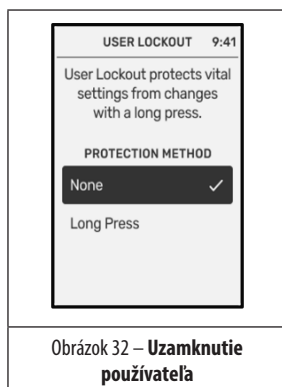 USER LOCKOUT 9:41
User Lockout protects vital
settings from changes
with a long press.
PROTECTION METHOD
None ✓
Long Press
Obrázok 32 – Uzamknutie
používateľa